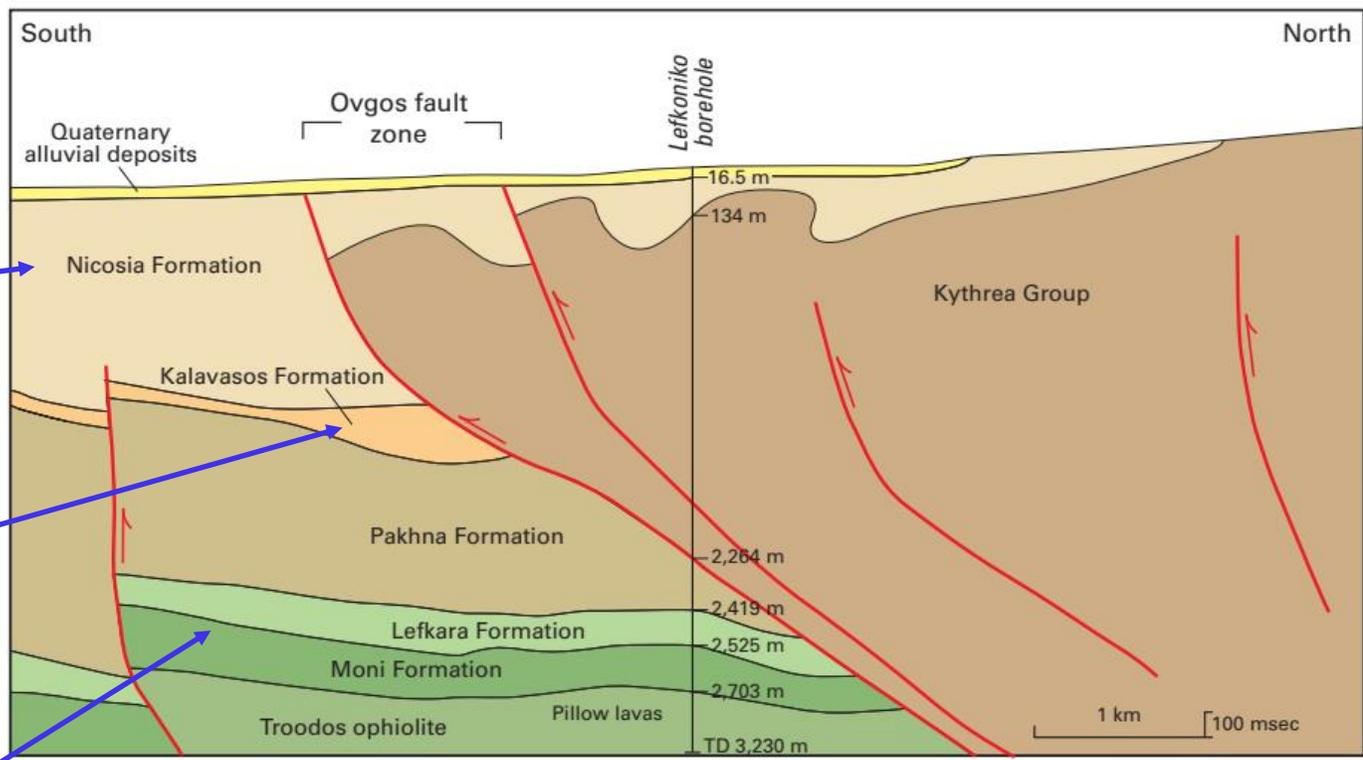 South
North
Lefkoniko
borehole
Ovgos fault
zone
Quaternary
alluvial deposits
16.5 m
134 m
Nicosia Formation
Kythrea Group
Kalavasos Formation
Pakhna Formation
2,264 m
2,419 m
Lefkara Formation
2,525 m
Moni Formation
2,703 m
Pillow lavas
1 km
100 msec
Troodos ophiolite
TD 3,230 m